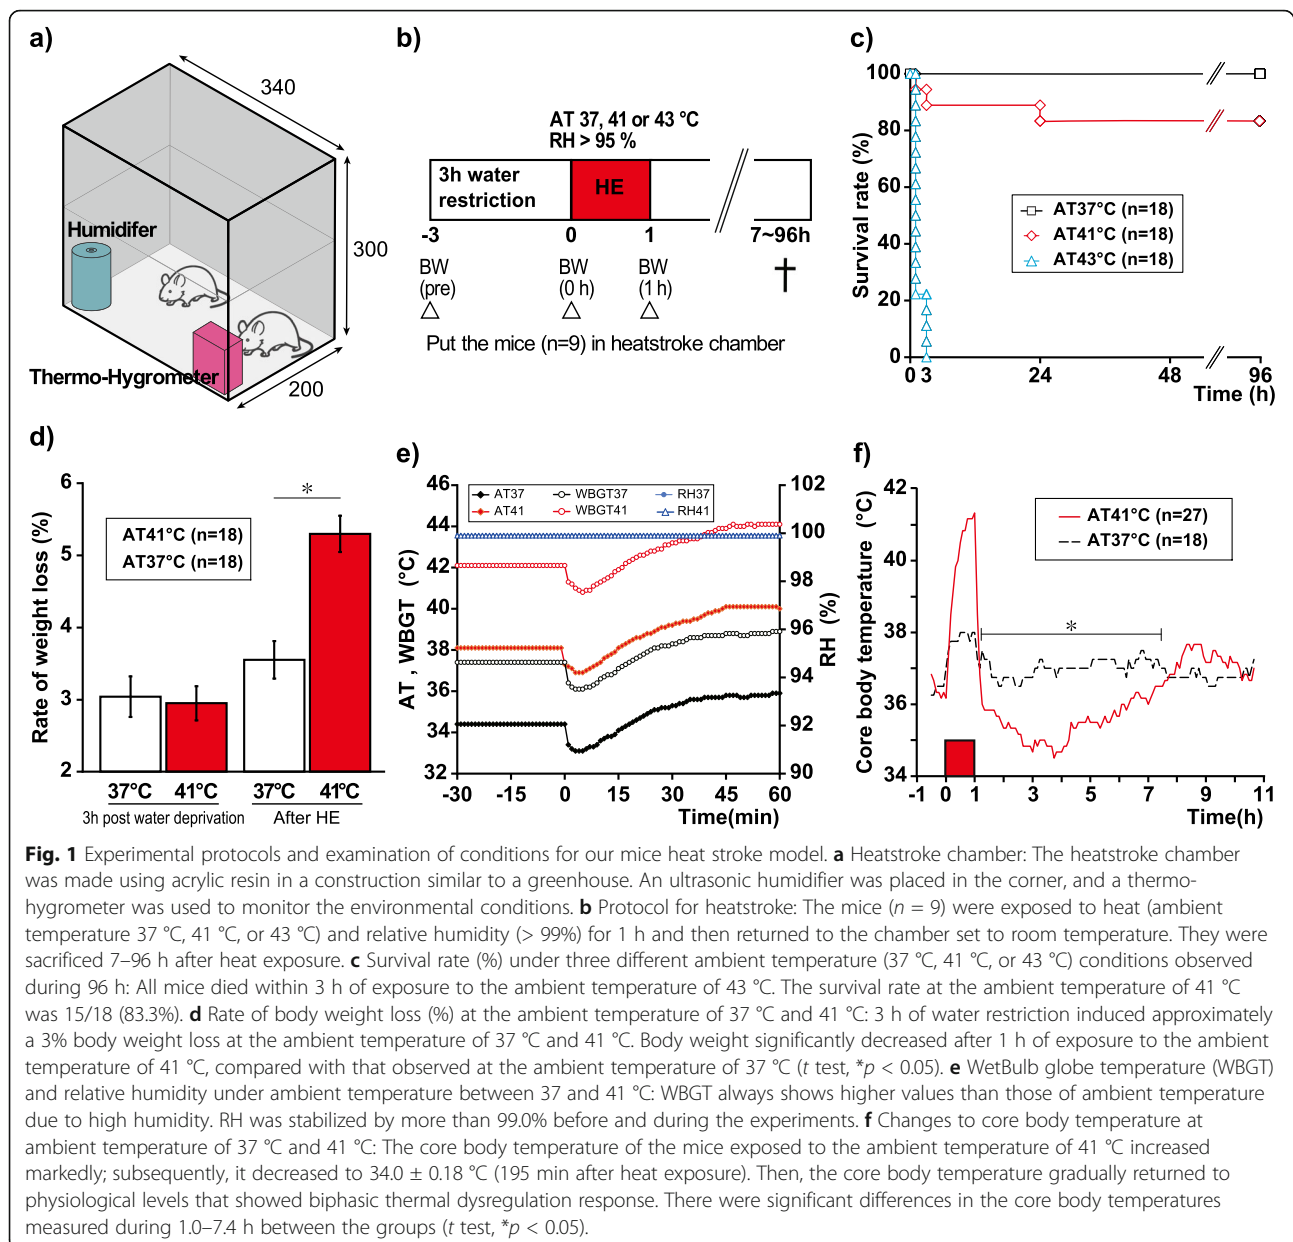 a)
340
300
200
Humidifer
Thermo-Hygrometer
b)
AT 37, 41 or 43 °C
RH > 95 %
3h water
restriction
HE
-3
0
1
7~96h
BW
(pre)
BW
(0 h)
BW
(1 h)
Put the mice (n=9) in heatstroke chamber
c)
Survival rate (%)
100
80
60
40
20
0
AT37°C (n=18)
AT41°C (n=18)
AT43°C (n=18)
0 3 24 48 96
Time (h)
d)
Rate of weight loss (%)
6
5
4
3
2
AT41°C (n=18)
AT37°C (n=18)
*
37°C 41°C 37°C 41°C
3h post water deprivation After HE
e)
AT , WBGT (°C)
46
44
42
40
38
36
34
32
AT37 WBGT37 RH37
AT41 WBGT41 RH41
102
100
98
96
94
92
90
RH (%)
-30 -15 0 15 30 45 60
Time(min)
f)
Core body temperature (°C)
42
40
38
36
34
AT41°C (n=27)
AT37°C (n=18)
*
-1 0 1 3 5 7 9 11
Time(h)
Fig. 1 Experimental protocols and examination of conditions for our mice heat stroke model. a Heatstroke chamber: The heatstroke chamber
was made using acrylic resin in a construction similar to a greenhouse. An ultrasonic humidifier was placed in the corner, and a thermo-
hygrometer was used to monitor the environmental conditions. b Protocol for heatstroke: The mice (n = 9) were exposed to heat (ambient
temperature 37 °C, 41 °C, or 43 °C) and relative humidity (> 99%) for 1 h and then returned to the chamber set to room temperature. They were
sacrificed 7–96 h after heat exposure. c Survival rate (%) under three different ambient temperature (37 °C, 41 °C, or 43 °C) conditions observed
during 96 h: All mice died within 3 h of exposure to the ambient temperature of 43 °C. The survival rate at the ambient temperature of 41 °C
was 15/18 (83.3%). d Rate of body weight loss (%) at the ambient temperature of 37 °C and 41 °C: 3 h of water restriction induced approximately
a 3% body weight loss at the ambient temperature of 37 °C and 41 °C. Body weight significantly decreased after 1 h of exposure to the ambient
temperature of 41 °C, compared with that observed at the ambient temperature of 37 °C (t test, *p < 0.05). e WetBulb globe temperature (WBGT)
and relative humidity under ambient temperature between 37 and 41 °C: WBGT always shows higher values than those of ambient temperature
due to high humidity. RH was stabilized by more than 99.0% before and during the experiments. f Changes to core body temperature at
ambient temperature of 37 °C and 41 °C: The core body temperature of the mice exposed to the ambient temperature of 41 °C increased
markedly; subsequently, it decreased to 34.0 ± 0.18 °C (195 min after heat exposure). Then, the core body temperature gradually returned to
physiological levels that showed biphasic thermal dysregulation response. There were significant differences in the core body temperatures
measured during 1.0–7.4 h between the groups (t test, *p < 0.05).